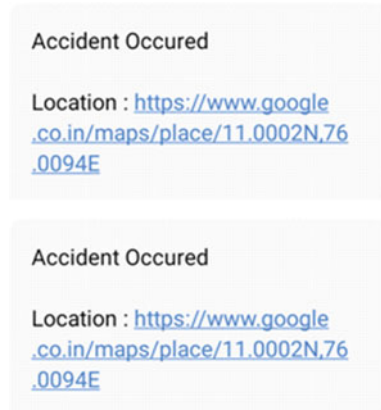 Accident Occured
Location : https://www.google
.co.in/maps/place/11.0002N,76
.0094E
Accident Occured
Location : https://www.google
.co.in/maps/place/11.0002N,76
.0094E